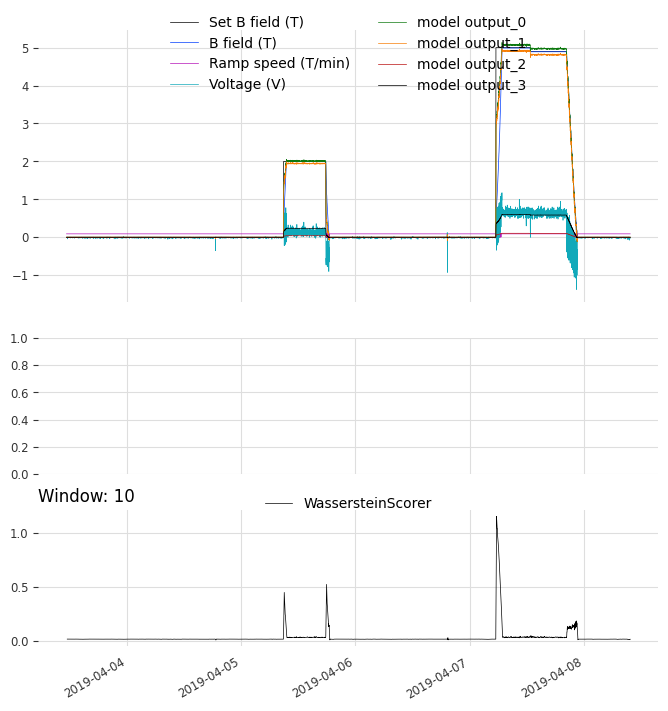 Set B field (T)
B field (T)
Ramp speed (T/min)
Voltage (V)
model output_0
model output_1
model output_2
model output_3
5
4
3
2
1
0
−1
1.0
0.8
0.6
0.4
0.2
0.0
Window: 10
WassersteinScorer
1.0
0.5
0.0
2019-04-04
2019-04-05
2019-04-06
2019-04-07
2019-04-08